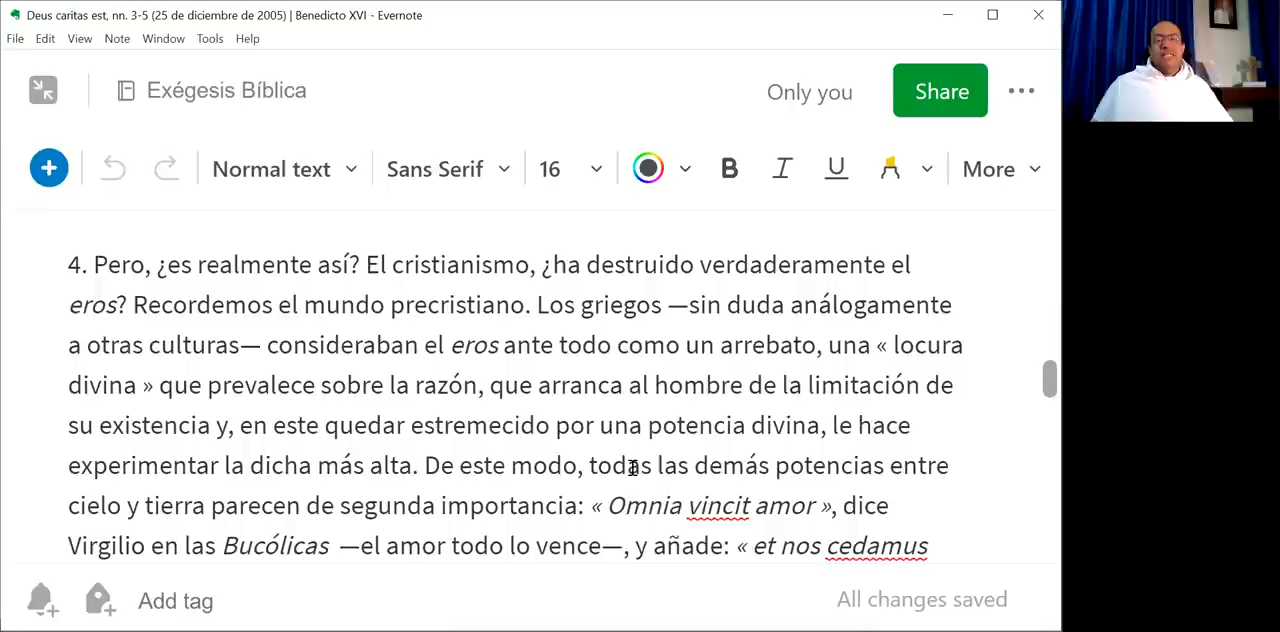 Deus caritas est, nn. 3-5 (25 de diciembre de 2005) | Benedicto XVI - Evernote
File Edit View Note Window Tools Help
Exégesis Bíblica
Only you
Share
Normal text
Sans Serif
16
B I U
More
4. Pero, ¿es realmente así? El cristianismo, ¿ha destruido verdaderamente el
eros? Recordemos el mundo precristiano. Los griegos —sin duda análogamente
a otras culturas— consideraban el eros ante todo como un arrebato, una « locura
divina » que prevalece sobre la razón, que arranca al hombre de la limitación de
su existencia y, en este quedar estremecido por una potencia divina, le hace
experimentar la dicha más alta. De este modo, todas las demás potencias entre
cielo y tierra parecen de segunda importancia: « Omnia vincit amor », dice
Virgilio en las Bucólicas —el amor todo lo vence—, y añade: « et nos cedamus
Add tag
All changes saved